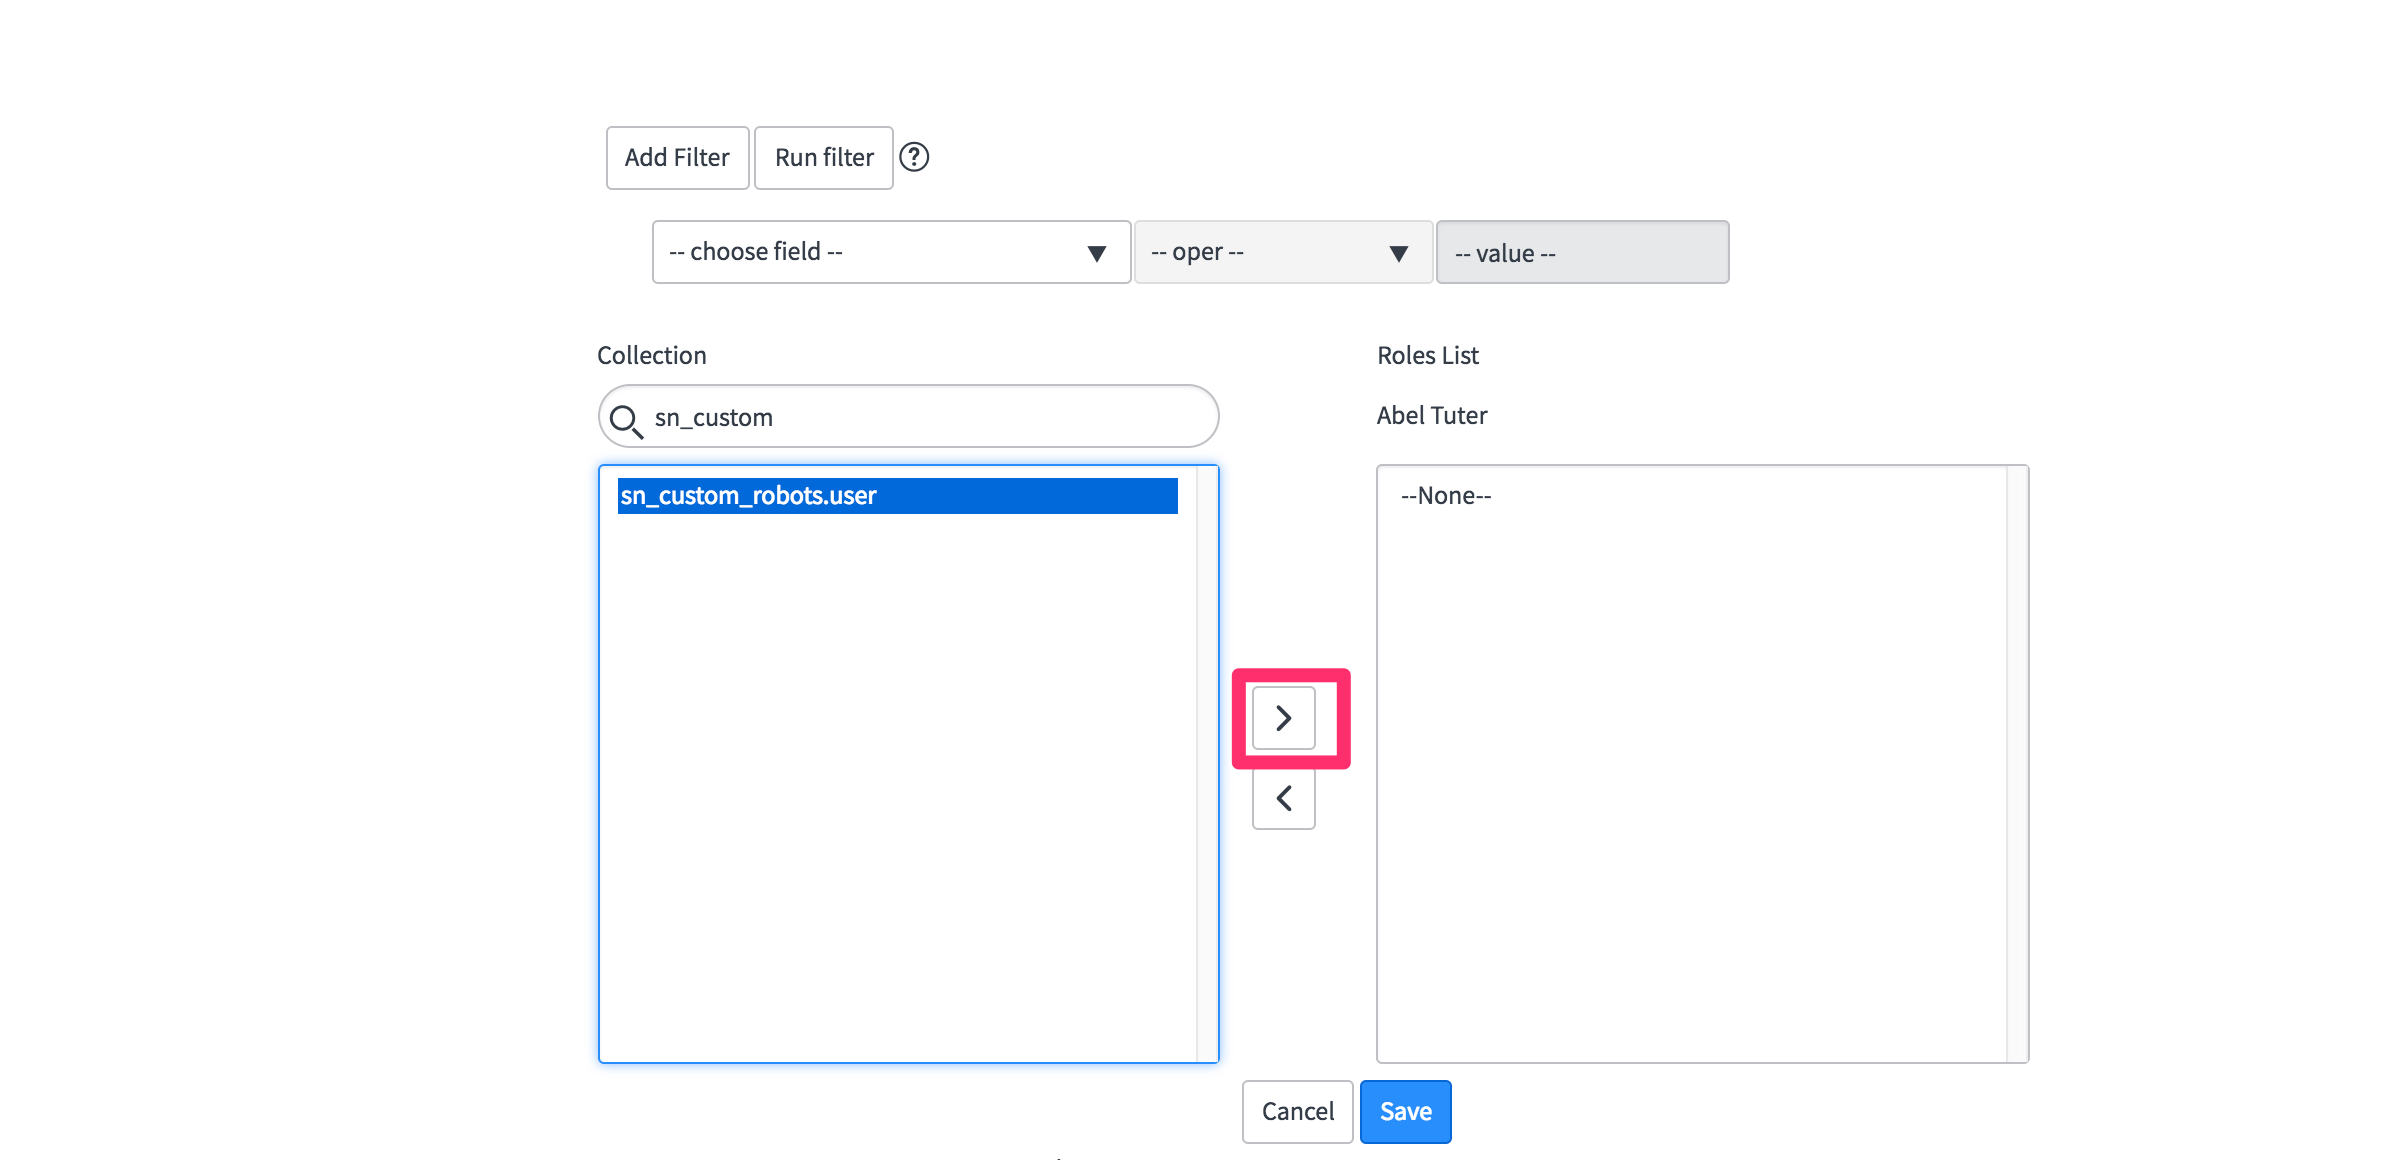 Add Filter Run filter ?
-- choose field -- -- oper -- -- value --
Collection Roles List
sn_custom Abel Tuter
sn_custom_robots.user --None--
Cancel Save